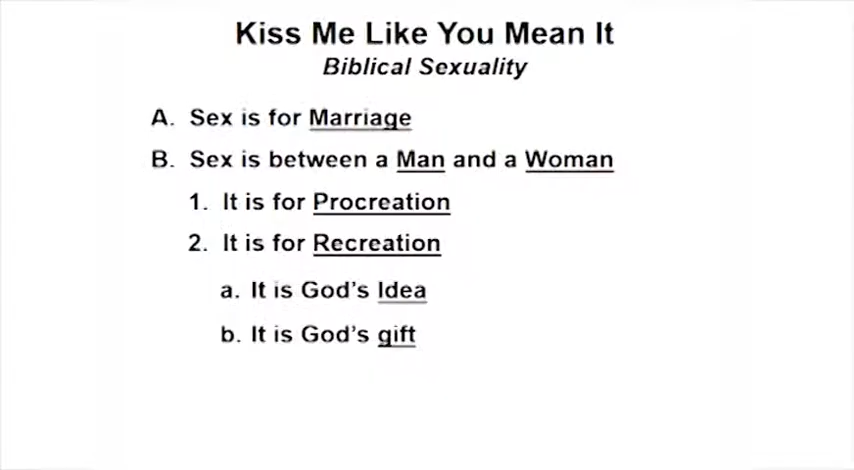 Kiss Me Like You Mean It
Biblical Sexuality
A. Sex is for Marriage
B. Sex is between a Man and a Woman
1. It is for Procreation
2. It is for Recreation
a. It is God's Idea
b. It is God's gift